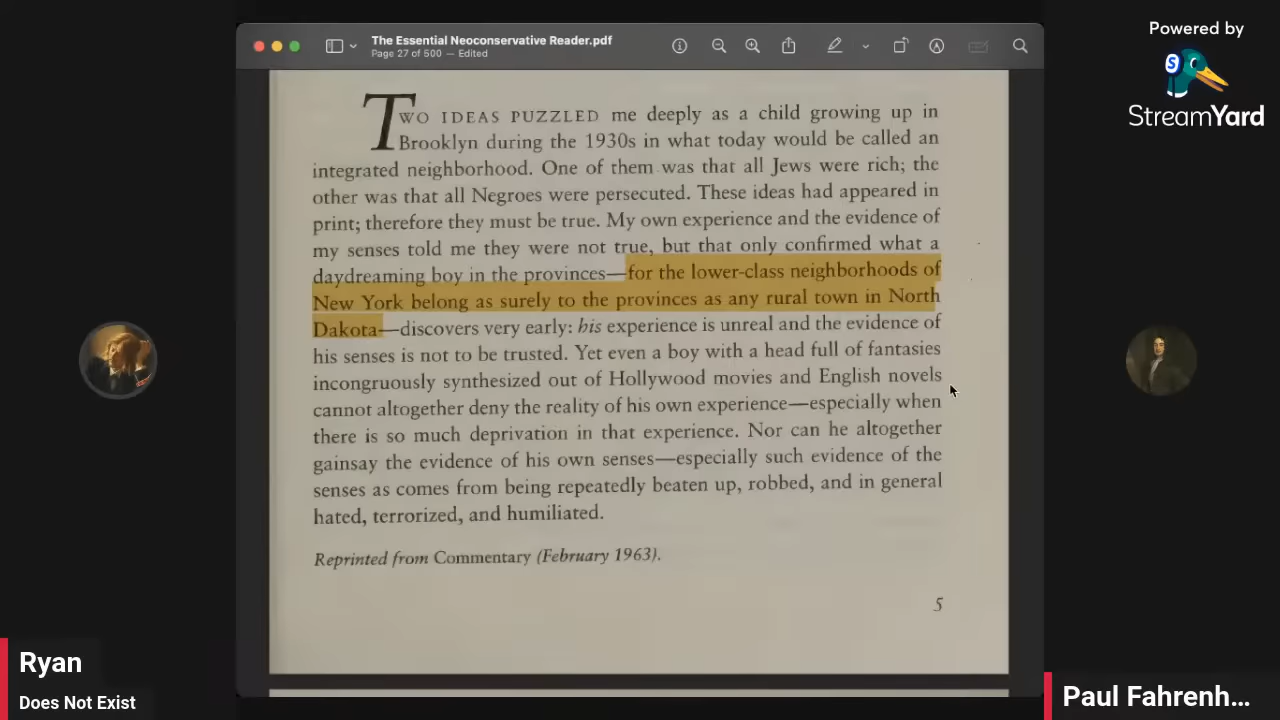 The Essential Neoconservative Reader.pdf
Page 27 of 500 — Edited
Powered by
S
StreamYard
TWO IDEAS PUZZLED me deeply as a child growing up in
Brooklyn during the 1930s in what today would be called an
integrated neighborhood. One of them was that all Jews were rich; the
other was that all Negroes were persecuted. These ideas had appeared in
print; therefore they must be true. My own experience and the evidence of
my senses told me they were not true, but that only confirmed what a
daydreaming boy in the provinces—for the lower-class neighborhoods of
New York belong as surely to the provinces as any rural town in North
Dakota—discovers very early: his experience is unreal and the evidence of
his senses is not to be trusted. Yet even a boy with a head full of fantasies
incongruously synthesized out of Hollywood movies and English novels
cannot altogether deny the reality of his own experience—especially when
there is so much deprivation in that experience. Nor can he altogether
gainsay the evidence of his own senses—especially such evidence of the
senses as comes from being repeatedly beaten up, robbed, and in general
hated, terrorized, and humiliated.
Reprinted from Commentary (February 1963).
5
Ryan
Does Not Exist
Paul Fahrenh...